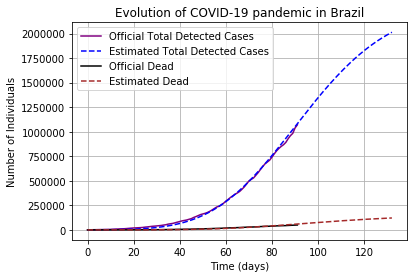 Evolution of COVID-19 pandemic in Brazil
Official Total Detected Cases
Estimated Total Detected Cases
Official Dead
Estimated Dead
Number of Individuals
2000000
1750000
1500000
1250000
1000000
750000
500000
250000
0
0 20 40 60 80 100 120
Time (days)